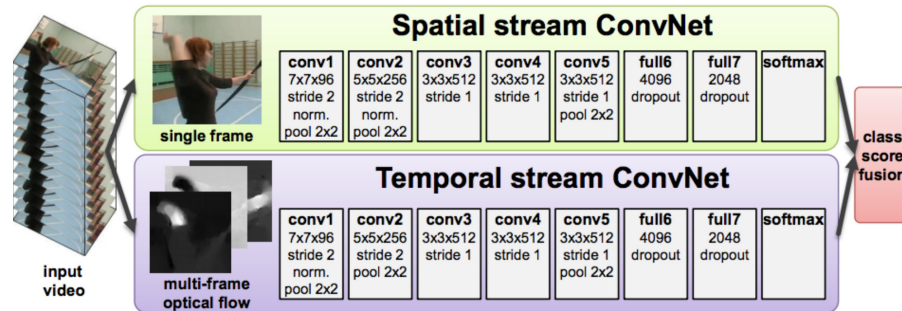 Spatial stream ConvNet
conv1
7x7x96
stride 2
norm.
pool 2x2
conv2
5x5x256
stride 2
norm.
pool 2x2
conv3
3x3x512
stride 1
conv4
3x3x512
stride 1
conv5
3x3x512
stride 1
pool 2x2
full6
4096
dropout
full7
2048
dropout
softmax
single frame
Temporal stream ConvNet
conv1
7x7x96
stride 2
norm.
pool 2x2
conv2
5x5x256
stride 2
pool 2x2
conv3
3x3x512
stride 1
conv4
3x3x512
stride 1
conv5
3x3x512
stride 1
pool 2x2
full6
4096
dropout
full7
2048
dropout
softmax
multi-frame
optical flow
input
video
class
score
fusion